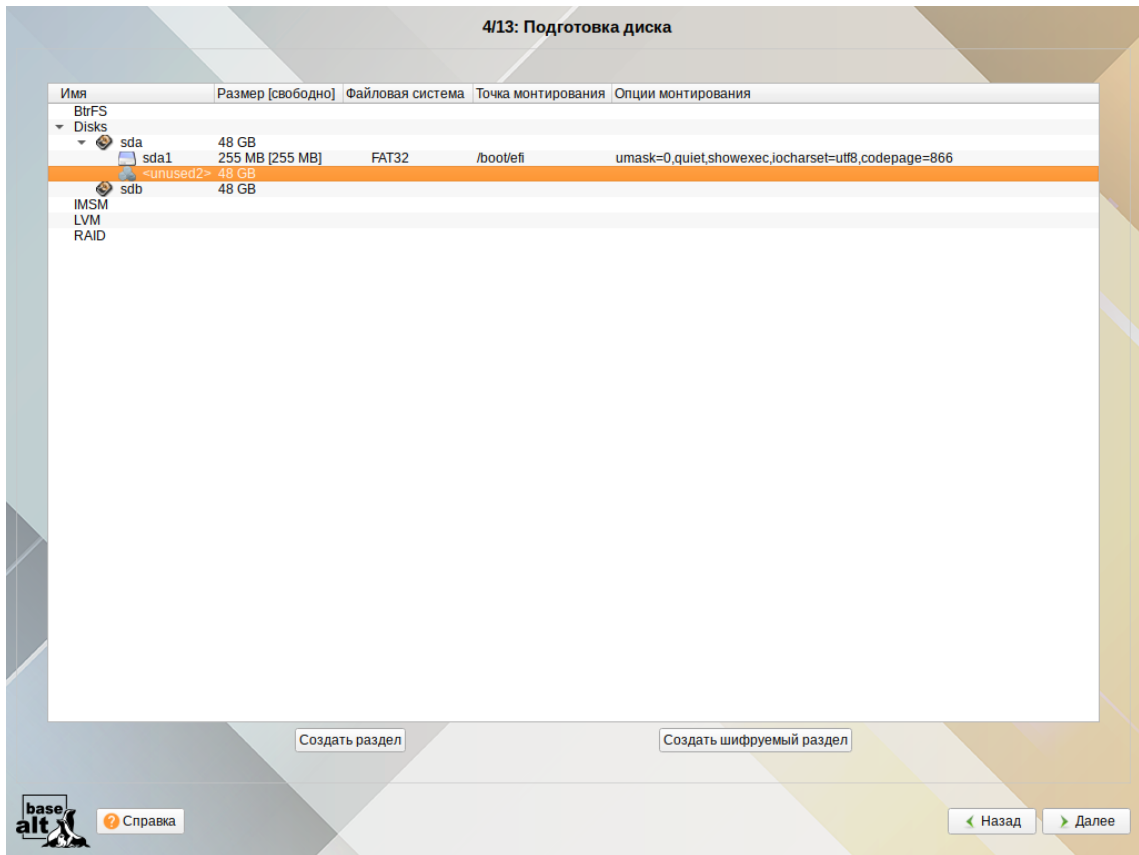 4/13: Подготовка диска
Имя Размер [свободно] Файловая система Точка монтирования Опции монтирования
BtrFS
Disks
sda 48 GB
sda1 255 MB [255 MB] FAT32 /boot/efi umask=0,quiet,showexec,iocharset=utf8,codepage=866
<unused2> 48 GB
sdb 48 GB
IMSM
LVM
RAID
Создать раздел Создать шифруемый раздел
base
alt
Справка Назад Далее